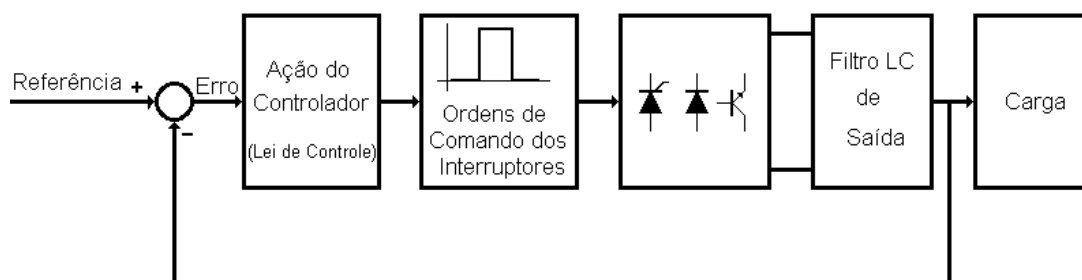 Referência
+
-
Erro
Ação do
Controlador
(Lei de Controle)
Ordens de
Comando dos
Interruptores
Filtro LC
de
Saída
Carga